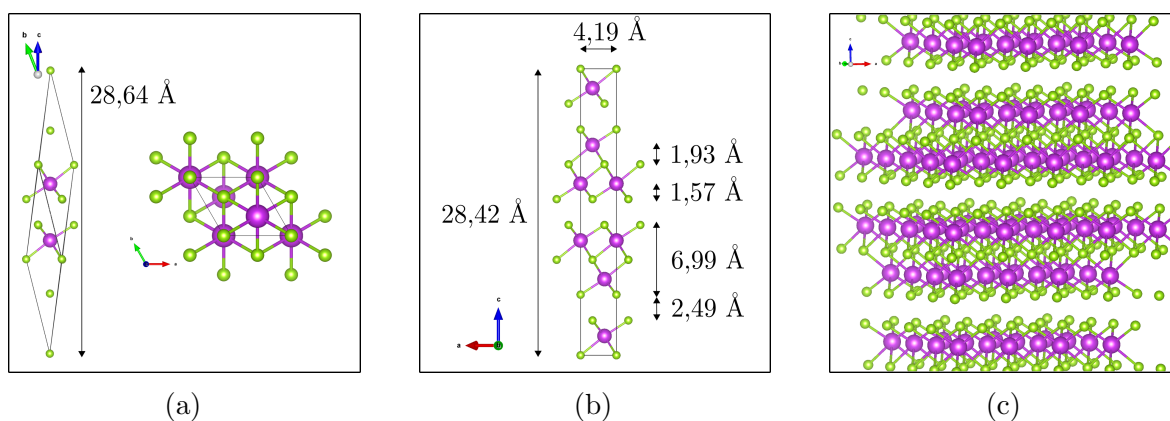 b c
28,64 Å
b
a
4,19 Å
1,93 Å
1,57 Å
28,42 Å
6,99 Å
2,49 Å
c
a b
c
b a
(a) (b) (c)